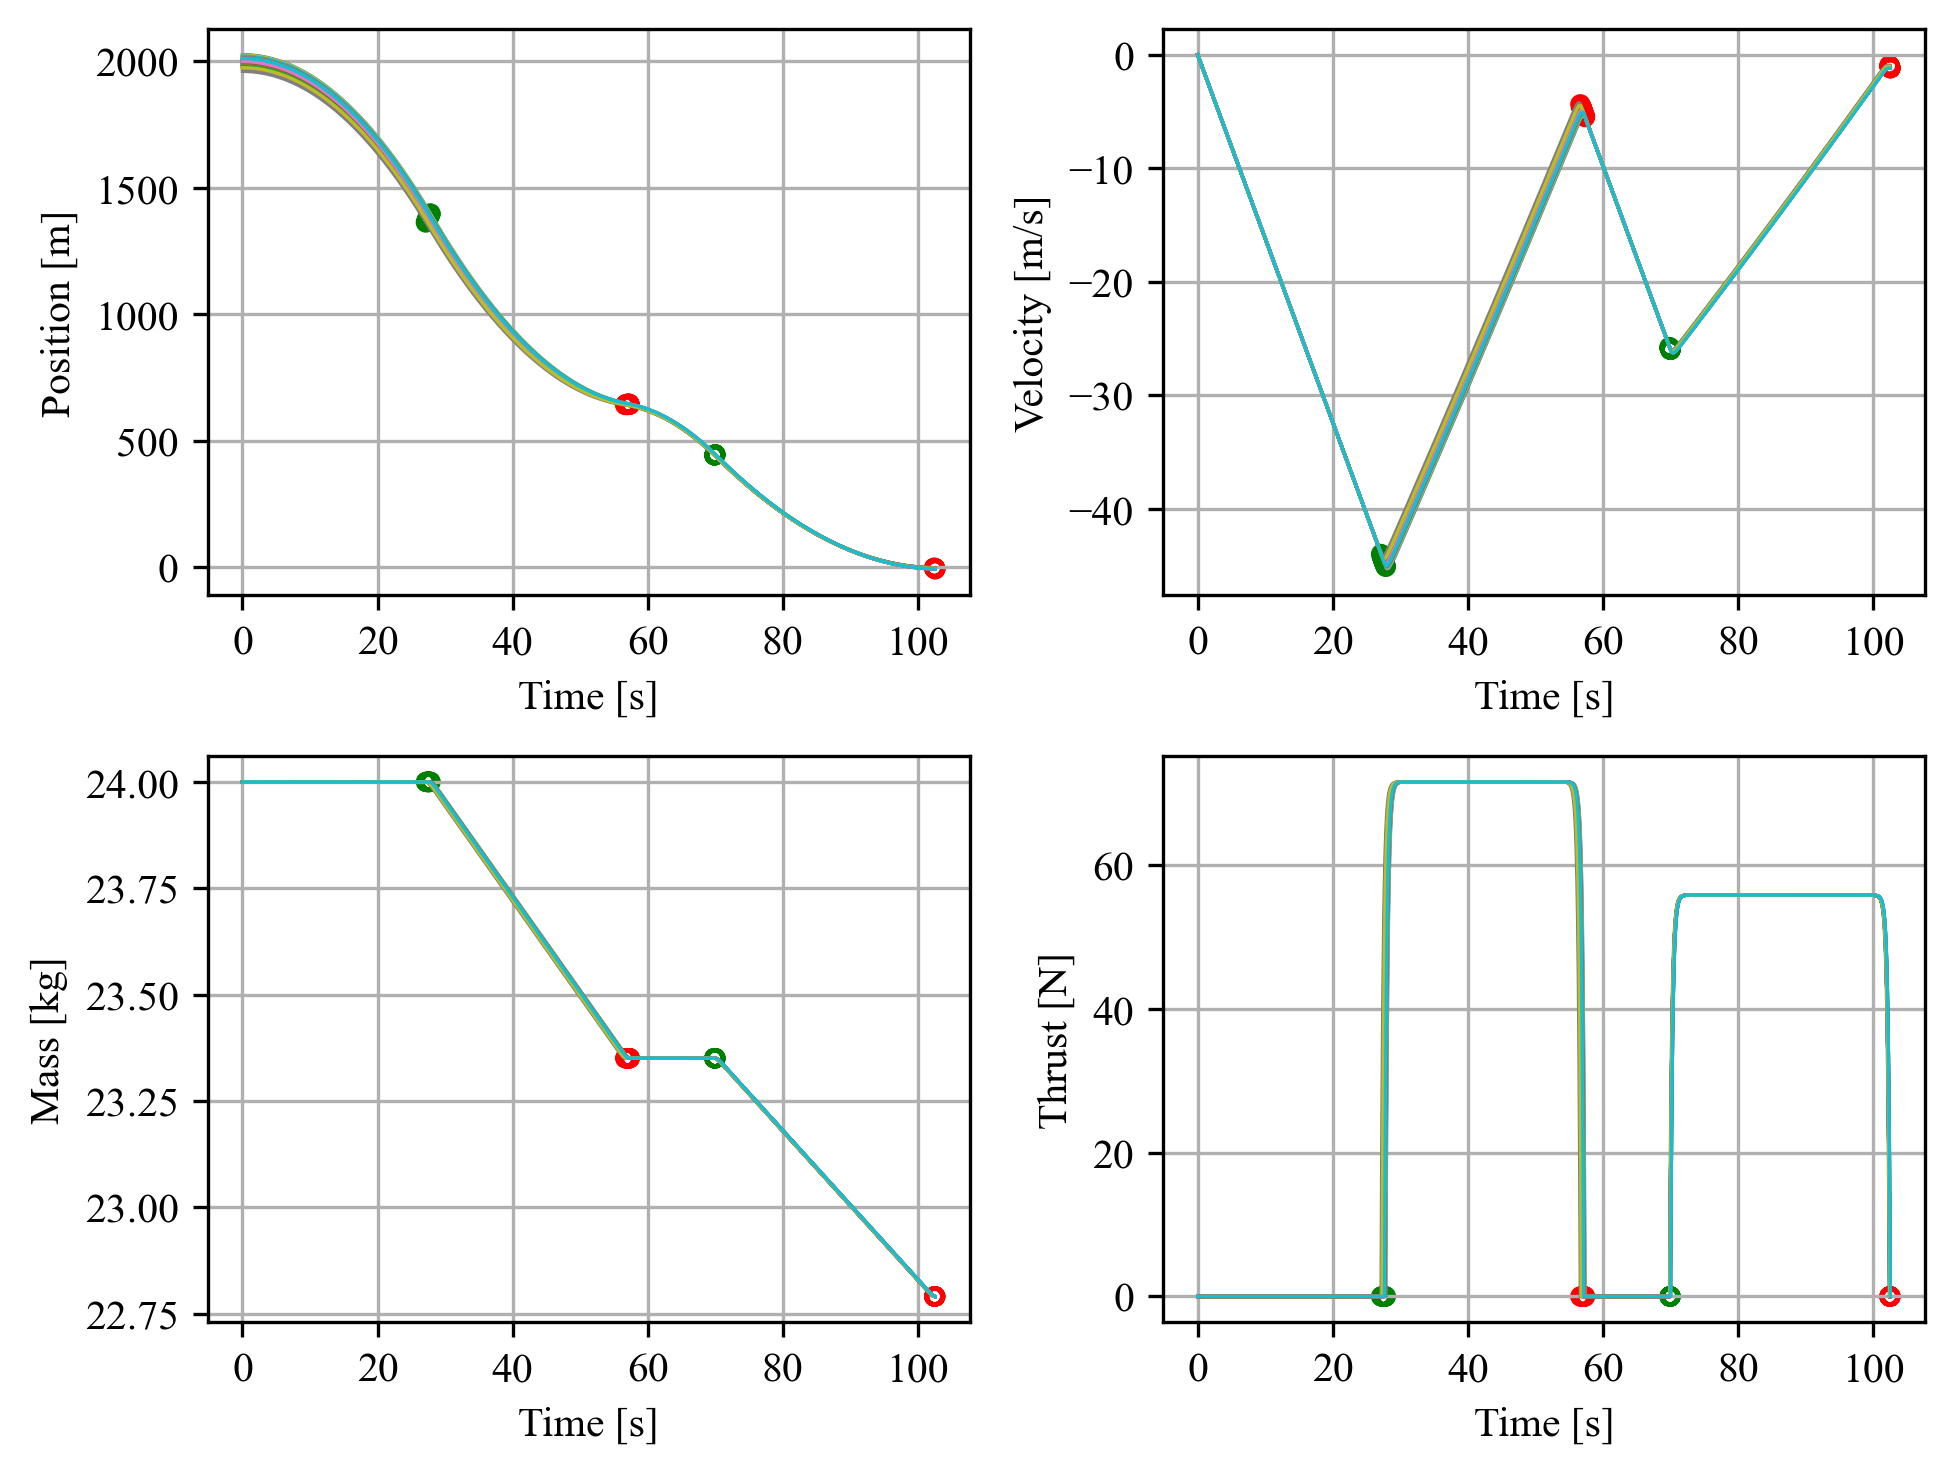 2000
1500
1000
500
0
0 20 40 60 80 100
Position [m]
Time [s]
0
−10
−20
−30
−40
0 20 40 60 80 100
Velocity [m/s]
Time [s]
24.00
23.75
23.50
23.25
23.00
22.75
0 20 40 60 80 100
Mass [kg]
Time [s]
60
40
20
0
0 20 40 60 80 100
Thrust [N]
Time [s]